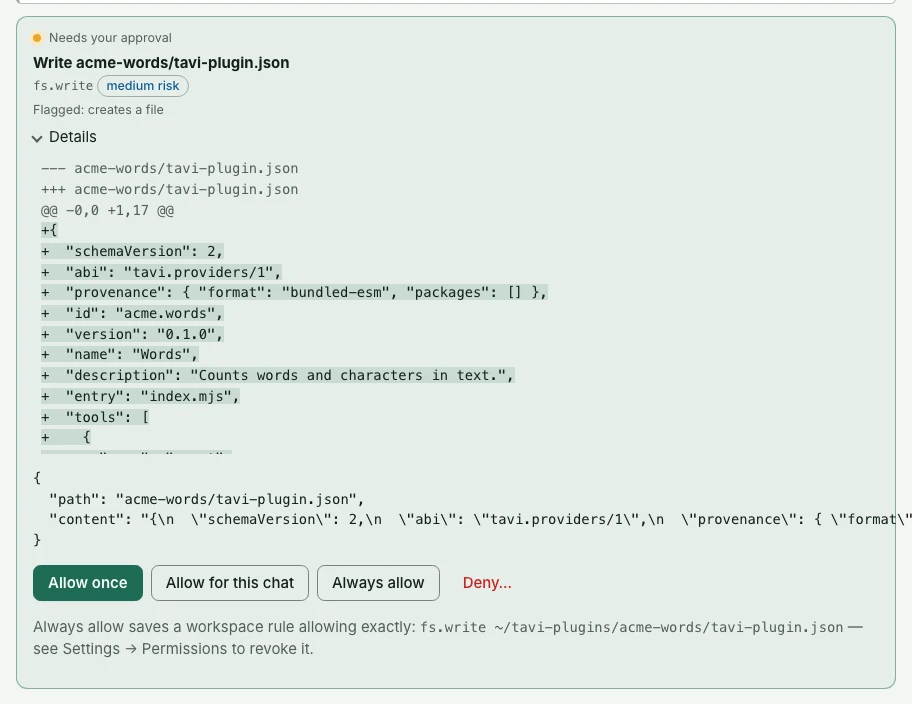 Needs your approval
Write acme-words/tavi-plugin.json
fs.write medium risk
Flagged: creates a file
Details
--- acme-words/tavi-plugin.json
+++ acme-words/tavi-plugin.json
@@ -0,0 +1,17 @@
+{
+  "schemaVersion": 2,
+  "abi": "tavi.providers/1",
+  "provenance": { "format": "bundled-esm", "packages": [] },
+  "id": "acme.words",
+  "version": "0.1.0",
+  "name": "Words",
+  "description": "Counts words and characters in text.",
+  "entry": "index.mjs",
+  "tools": [
+    {
{
  "path": "acme-words/tavi-plugin.json",
  "content": "{\n  \"schemaVersion\": 2,\n  \"abi\": \"tavi.providers/1\",\n  \"provenance\": { \"format\"
}
Allow once Allow for this chat Always allow Deny...
Always allow saves a workspace rule allowing exactly: fs.write ~/tavi-plugins/acme-words/tavi-plugin.json —
see Settings → Permissions to revoke it.